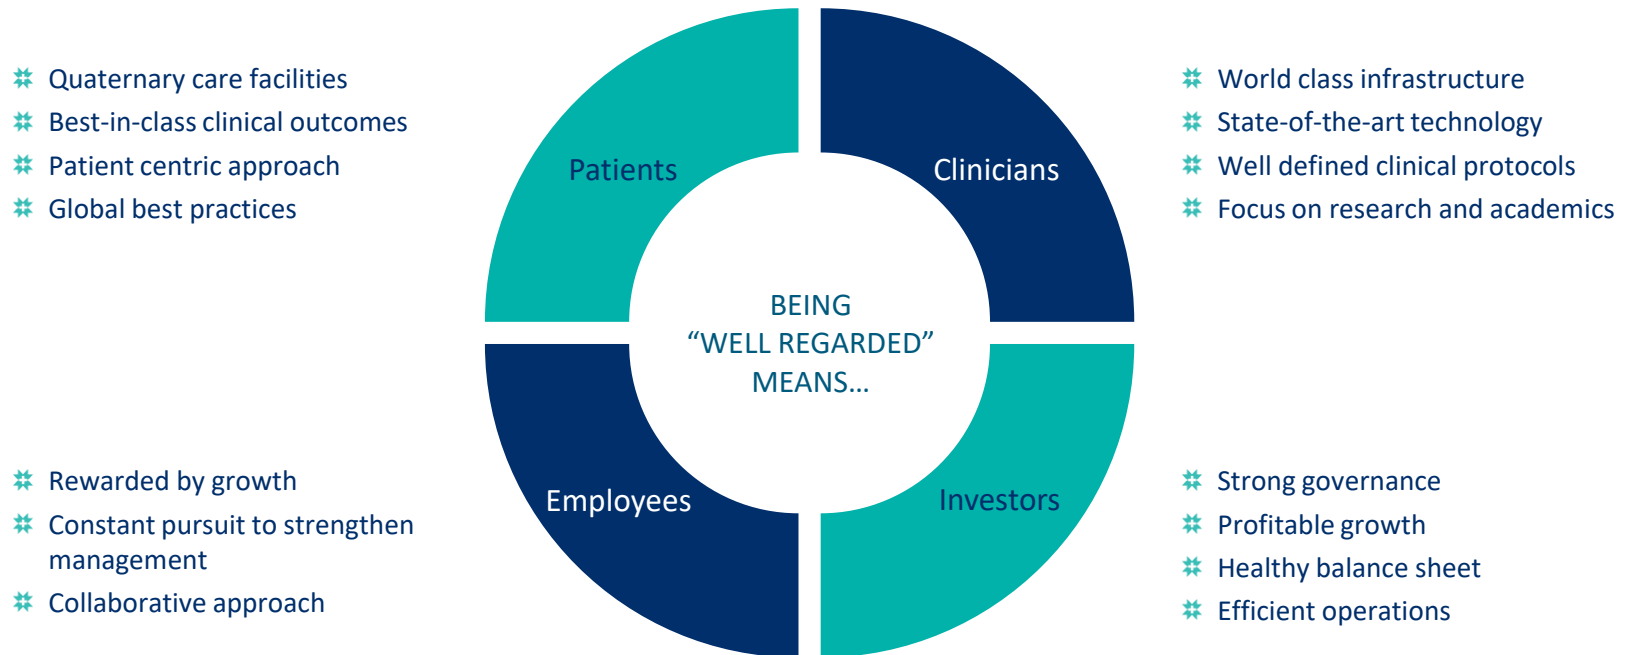 Quaternary care facilities
Best-in-class clinical outcomes
Patient centric approach
Global best practices
Patients
Clinicians
World class infrastructure
State-of-the-art technology
Well defined clinical protocols
Focus on research and academics
BEING
“WELL REGARDED”
MEANS...
Rewarded by growth
Constant pursuit to strengthen
management
Collaborative approach
Employees
Investors
Strong governance
Profitable growth
Healthy balance sheet
Efficient operations